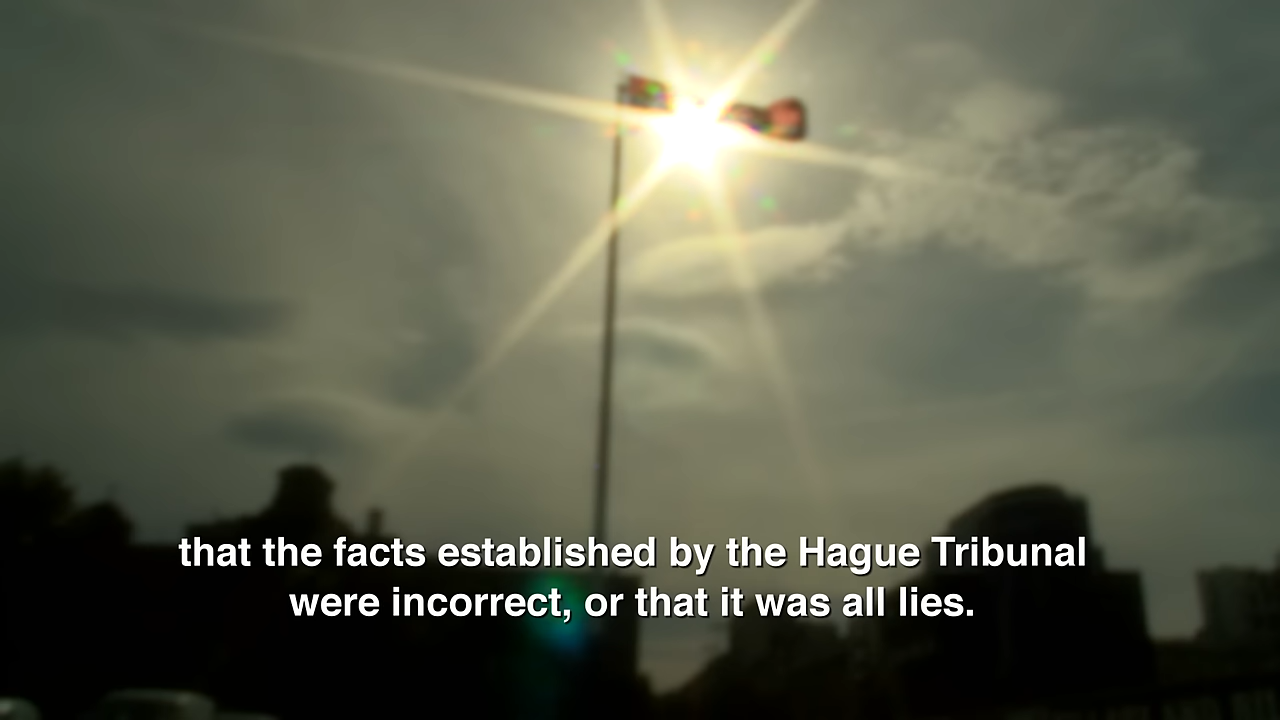 that the facts established by the Hague Tribunal
were incorrect, or that it was all lies.